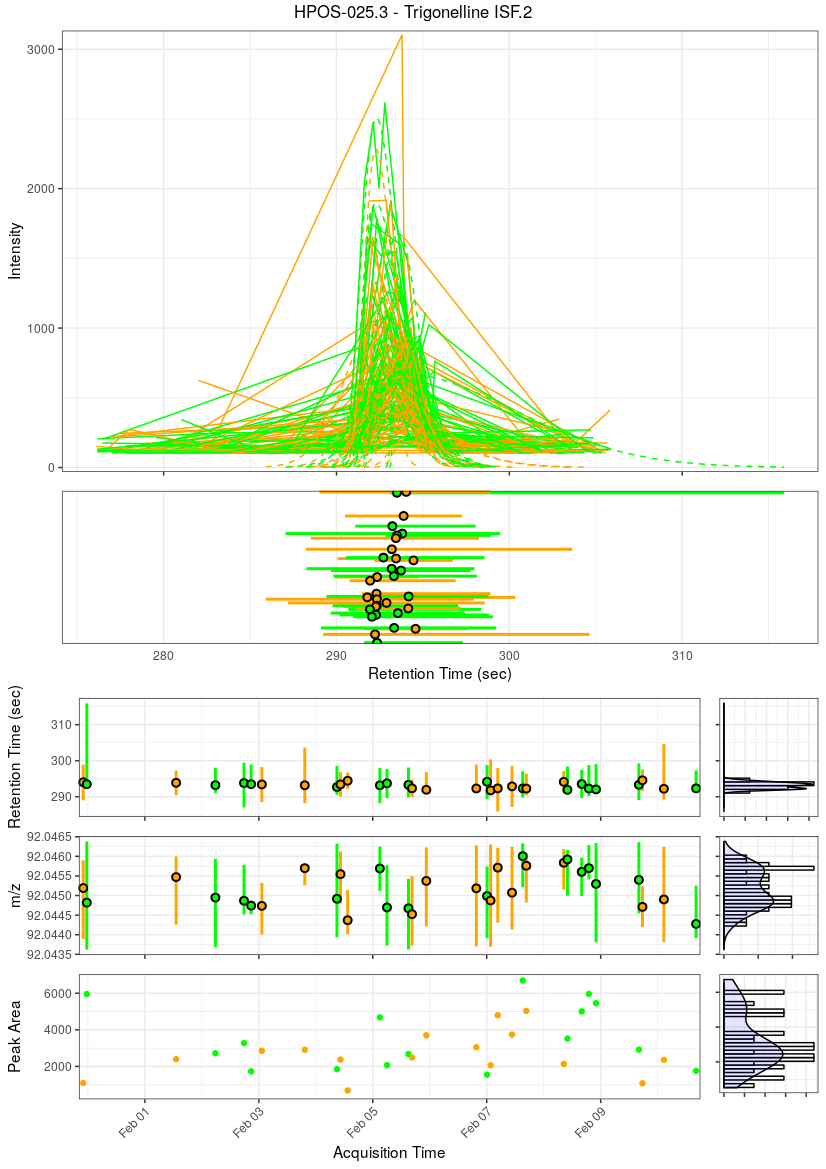 HPOS-025.3 - Trigonelline ISF.2
3000
2000
1000
0
Intensity
280
290
300
310
Retention Time (sec)
310
300
290
Retention Time (sec)
92.0465
92.0460
92.0455
92.0450
92.0445
92.0440
92.0435
m/z
6000
4000
2000
Peak Area
Feb 01
Feb 03
Feb 05
Feb 07
Feb 09
Acquisition Time